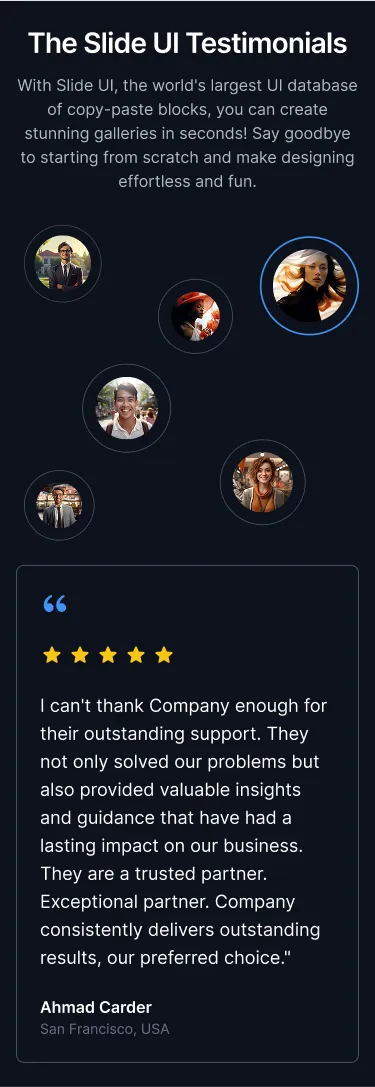 The Slide UI Testimonials
With Slide UI, the world's largest UI database
of copy-paste blocks, you can create
stunning galleries in seconds! Say goodbye
to starting from scratch and make designing
effortless and fun.
“
I can't thank Company enough for
their outstanding support. They
not only solved our problems but
also provided valuable insights
and guidance that have had a
lasting impact on our business.
They are a trusted partner.
Exceptional partner. Company
consistently delivers outstanding
results, our preferred choice."
Ahmad Carder
San Francisco, USA